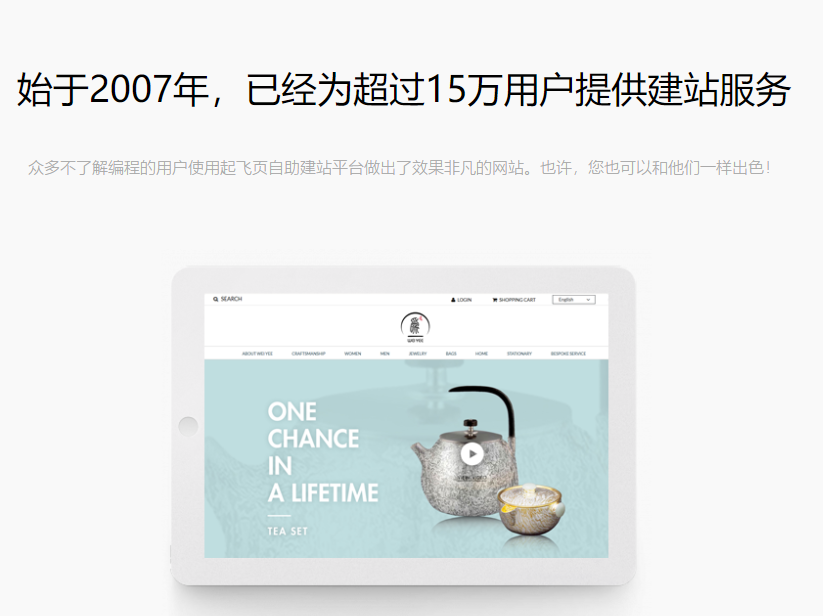 始于2007年，已经为超过15万用户提供建站服务
众多不了解编程的用户使用起飞页自助建站平台做出了效果非凡的网站。也许，您也可以和他们一样出色！
SEARCH LOGIN SHOPPING CART English
WEI YEE
ABOUT WEI YEE CRAFTSMANSHIP WOMEN MEN JEWELRY BAGS HOME STATIONARY BESPOKE SERVICE
ONE
CHANCE
IN
A LIFETIME
TEA SET